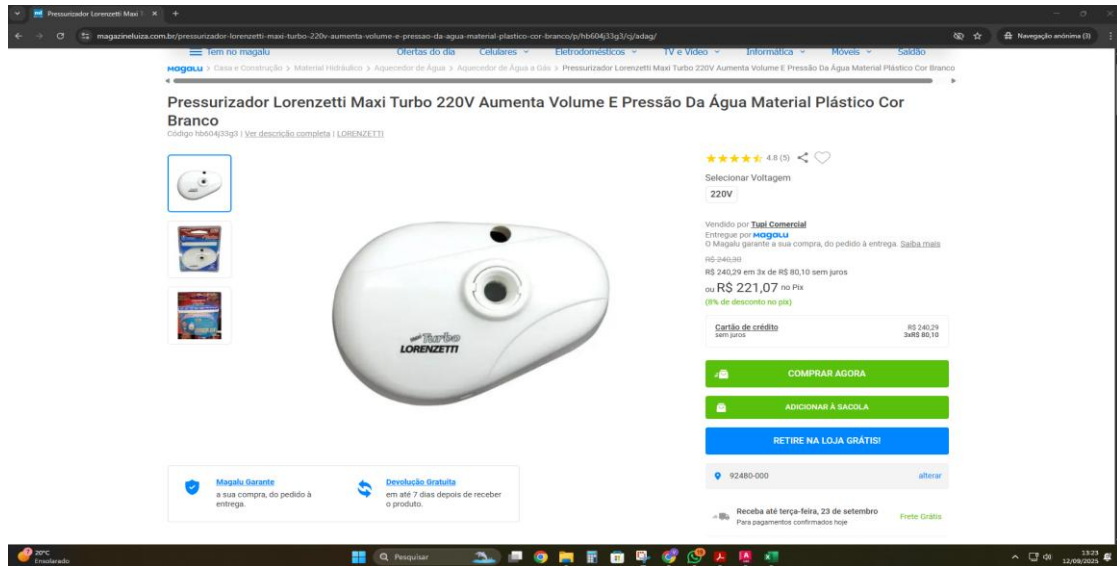 Pressurizador Lorenzetti Maxi T
magazineluiza.com.br/pressurizador-lorenzetti-maxi-turbo-220v-aumenta-volume-e-pressao-da-agua-material-plastico-cor-branco/p/hb604j33g3/cj/adag/
Navegação anônima (3)
Tem no magalu Ofertas do dia Celulares Eletrodomésticos TV e Vídeo Informática Móveis Saldão
Magalu > Casa e Construção > Material Hidráulico > Aquecedor de Água > Aquecedor de Água a Gás > Pressurizador Lorenzetti Maxi Turbo 220V Aumenta Volume E Pressão Da Água Material Plástico Cor Branco
Pressurizador Lorenzetti Maxi Turbo 220V Aumenta Volume E Pressão Da Água Material Plástico Cor
Branco
Código hb604j33g3 | Ver descrição completa | LORENZETTI
4.8 (5)
Selecionar Voltagem
220V
Vendido por Tupi Comercial
Entregue por Magalu
O Magalu garante a sua compra, do pedido à entrega. Saiba mais
R$ 240,30
R$ 240,29 em 3x de R$ 80,10 sem juros
ou R$ 221,07 no Pix
(8% de desconto no pix)
Cartão de crédito R$ 240,29
sem juros 3xR$ 80,10
COMPRAR AGORA
ADICIONAR À SACOLA
RETIRE NA LOJA GRÁTIS!
92480-000 alterar
Receba até terça-feira, 23 de setembro Frete Grátis
Para pagamentos confirmados hoje
Maxi Turbo
LORENZETTI
Magalu Garante
a sua compra, do pedido à
entrega.
Devolução Gratuita
em até 7 dias depois de receber
o produto.
20°C
Ensolarado
Pesquisar
13:23
12/09/2025